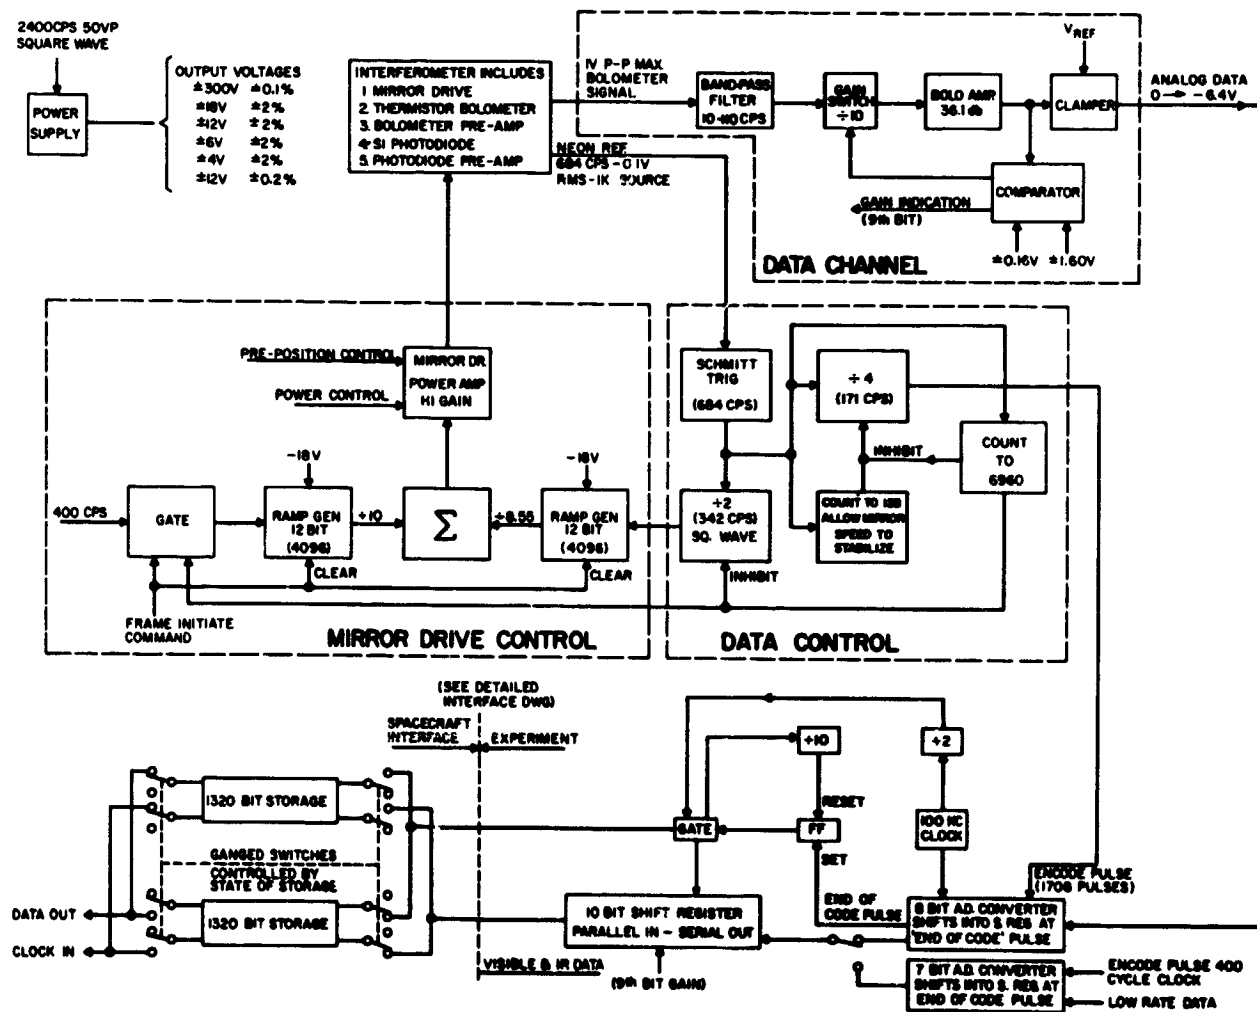 2400CPS 50VP
SQUARE WAVE
POWER
SUPPLY
OUTPUT VOLTAGES
±300V ±0.1%
±18V ±2%
±12V ±2%
±6V ±2%
±4V ±2%
±12V ±0.2%
INTERFEROMETER INCLUDES
1 MIRROR DRIVE
2. THERMISTOR BOLOMETER
3. BOLOMETER PRE-AMP
4. SI PHOTODIODE
5. PHOTODIODE PRE-AMP
1V P-P MAX
BOLOMETER
SIGNAL
BAND-PASS
FILTER
10-110 CPS
GAIN
SWITCH
÷10
BOLO AMP
36.1 db
VREF
CLAMPER
ANALOG DATA
0 → -6.4V
NEON REF
684 CPS-0.1V
RMS-1K SOURCE
COMPARATOR
GAIN INDICATION
(9th BIT)
±0.16V ±1.60V
DATA CHANNEL
PRE-POSITION CONTROL
MIRROR DR.
POWER AMP
HI GAIN
POWER CONTROL
SCHMITT
TRIG
(684 CPS)
÷4
(171 CPS)
COUNT
TO
6960
INHIBIT
-18V
-18V
400 CPS
GATE
RAMP GEN
12 BIT
(4096)
÷10
Σ
÷8.55
RAMP GEN
12 BIT
(4096)
÷2
(342 CPS)
SQ. WAVE
COUNT TO
ALLOW MIRROR
SPEED TO
STABILIZE
CLEAR
CLEAR
INHIBIT
FRAME INITIATE
COMMAND
MIRROR DRIVE CONTROL
DATA CONTROL
(SEE DETAILED
INTERFACE DWG)
SPACECRAFT
INTERFACE
EXPERIMENT
÷10
÷2
1320 BIT STORAGE
RESET
GATE
FF
100 KC
CLOCK
SET
GANGED SWITCHES
CONTROLLED BY
STATE OF STORAGE
ENCODE PULSE
(1708 PULSES)
DATA OUT
1320 BIT STORAGE
CLOCK IN
10 BIT SHIFT REGISTER
PARALLEL IN - SERIAL OUT
END OF
CODE PULSE
8 BIT A.D. CONVERTER
SHIFTS INTO S. REG AT
'END OF CODE' PULSE
VISIBLE & IR DATA
(9th BIT GAIN)
7 BIT A.D. CONVERTER
SHIFTS INTO S. REG AT
END OF CODE PULSE
ENCODE PULSE 400
CYCLE CLOCK
LOW RATE DATA